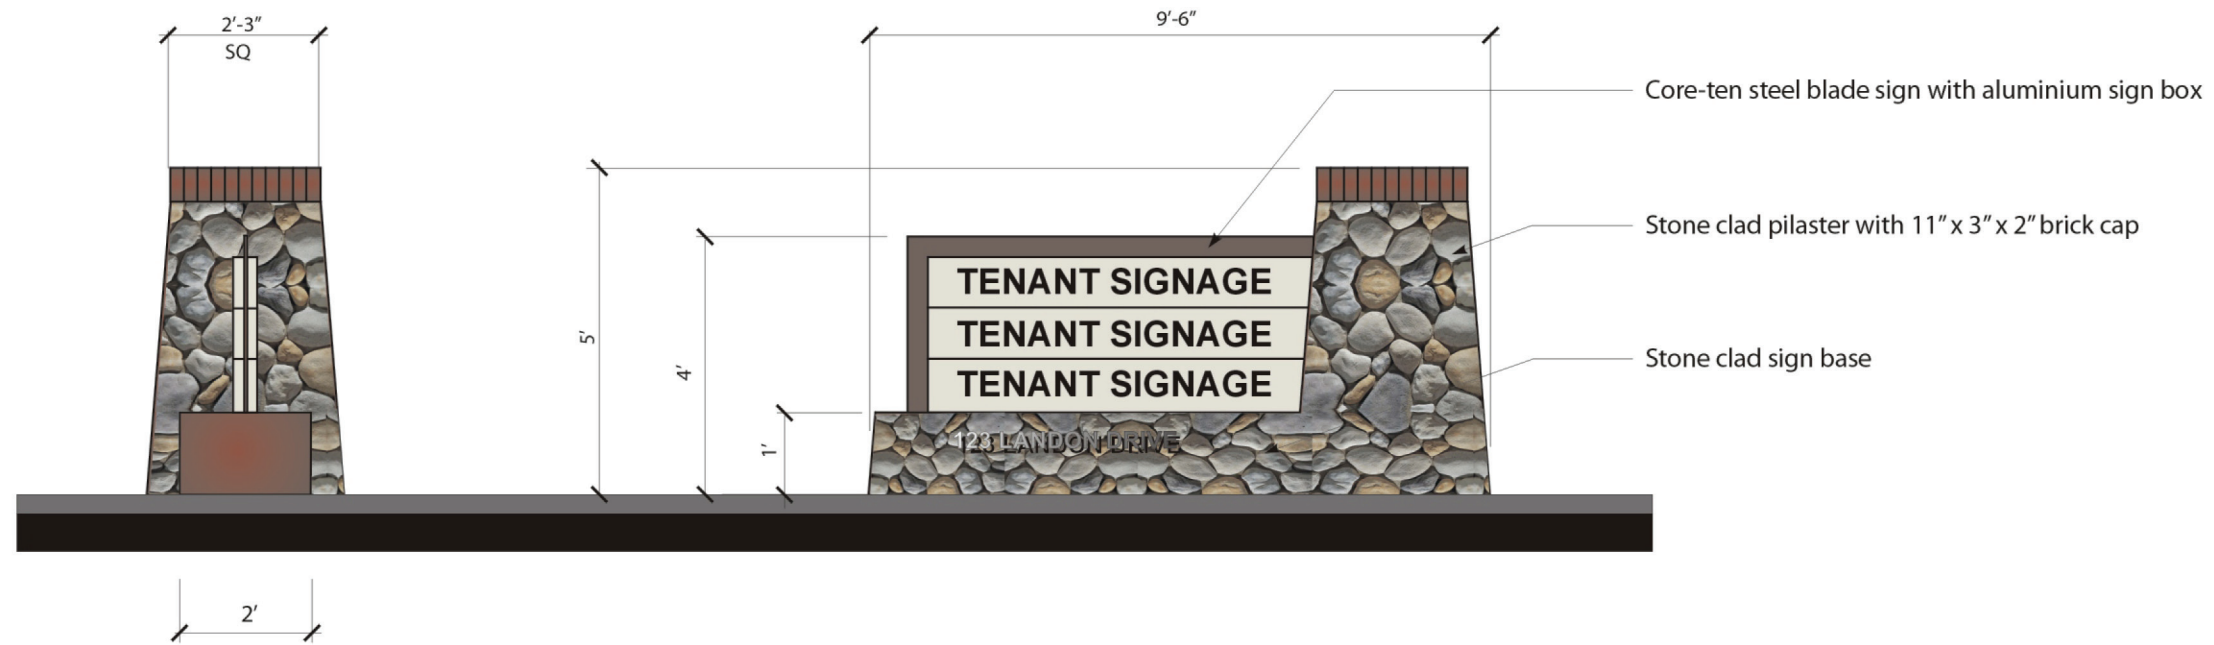 2’-3”
SQ
9’-6”
Core-ten steel blade sign with aluminium sign box
Stone clad pilaster with 11” x 3” x 2” brick cap
Stone clad sign base
5’
4’
1’
TENANT SIGNAGE
TENANT SIGNAGE
TENANT SIGNAGE
123 LANDON DRIVE
2’